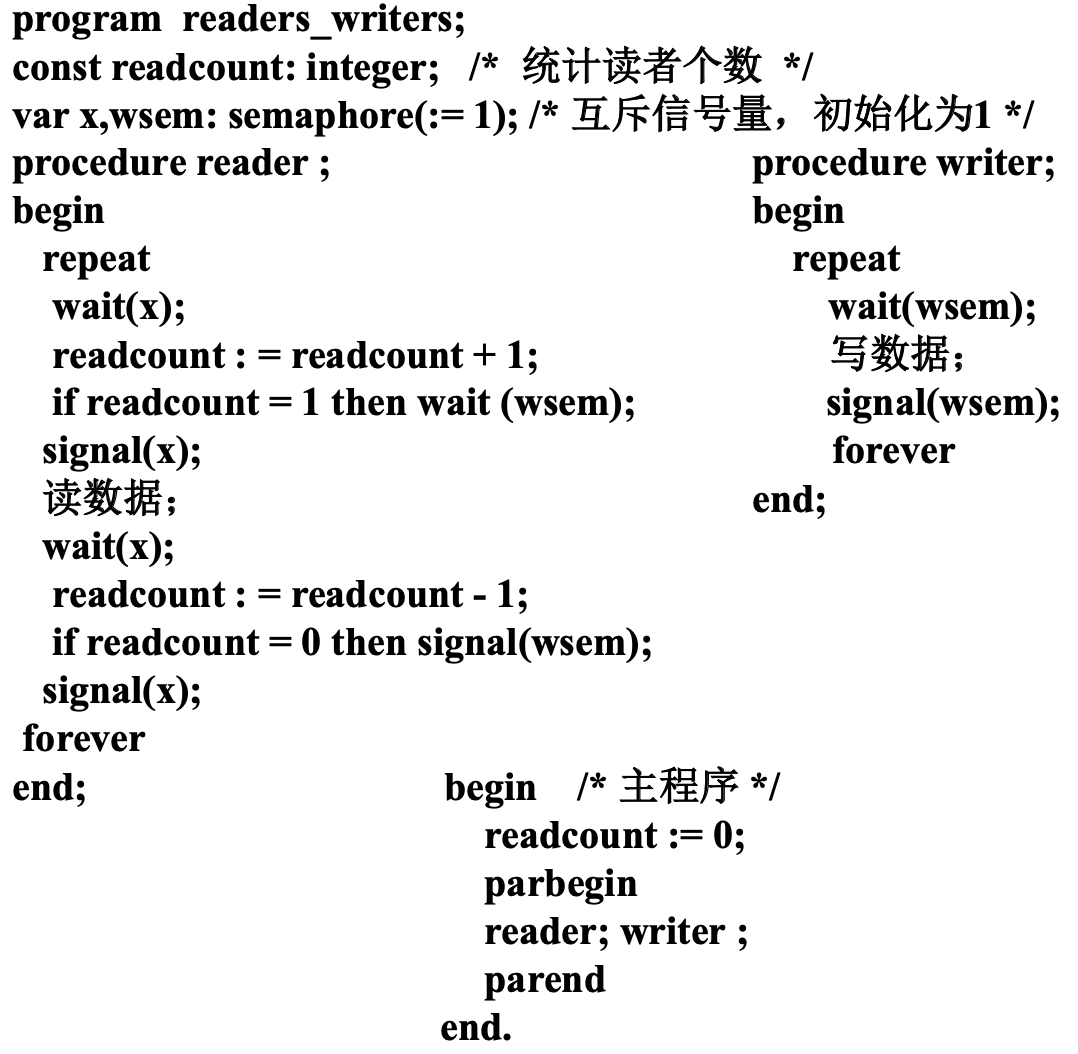 program readers_writers;
const readcount: integer; /* 统计读者个数 */
var x,wsem: semaphore(:= 1); /* 互斥信号量，初始化为1 */
procedure reader ;
begin
repeat
wait(x);
readcount : = readcount + 1;
if readcount = 1 then wait (wsem);
signal(x);
读数据；
wait(x);
readcount : = readcount - 1;
if readcount = 0 then signal(wsem);
signal(x);
forever
end;
procedure writer;
begin
repeat
wait(wsem);
写数据；
signal(wsem);
forever
end;
begin /* 主程序 */
readcount := 0;
parbegin
reader; writer ;
parend
end.